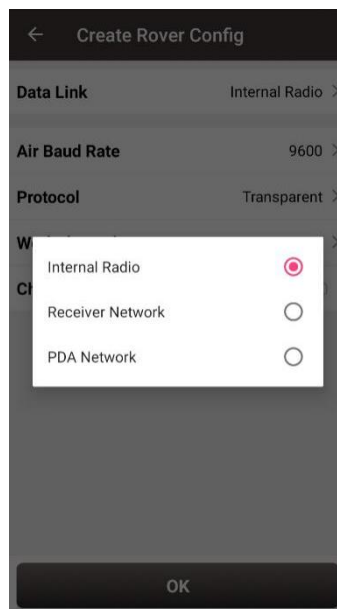 Create Rover Config
Data Link Internal Radio
Air Baud Rate 9600
Protocol Transparent
Internal Radio
Receiver Network
PDA Network
OK